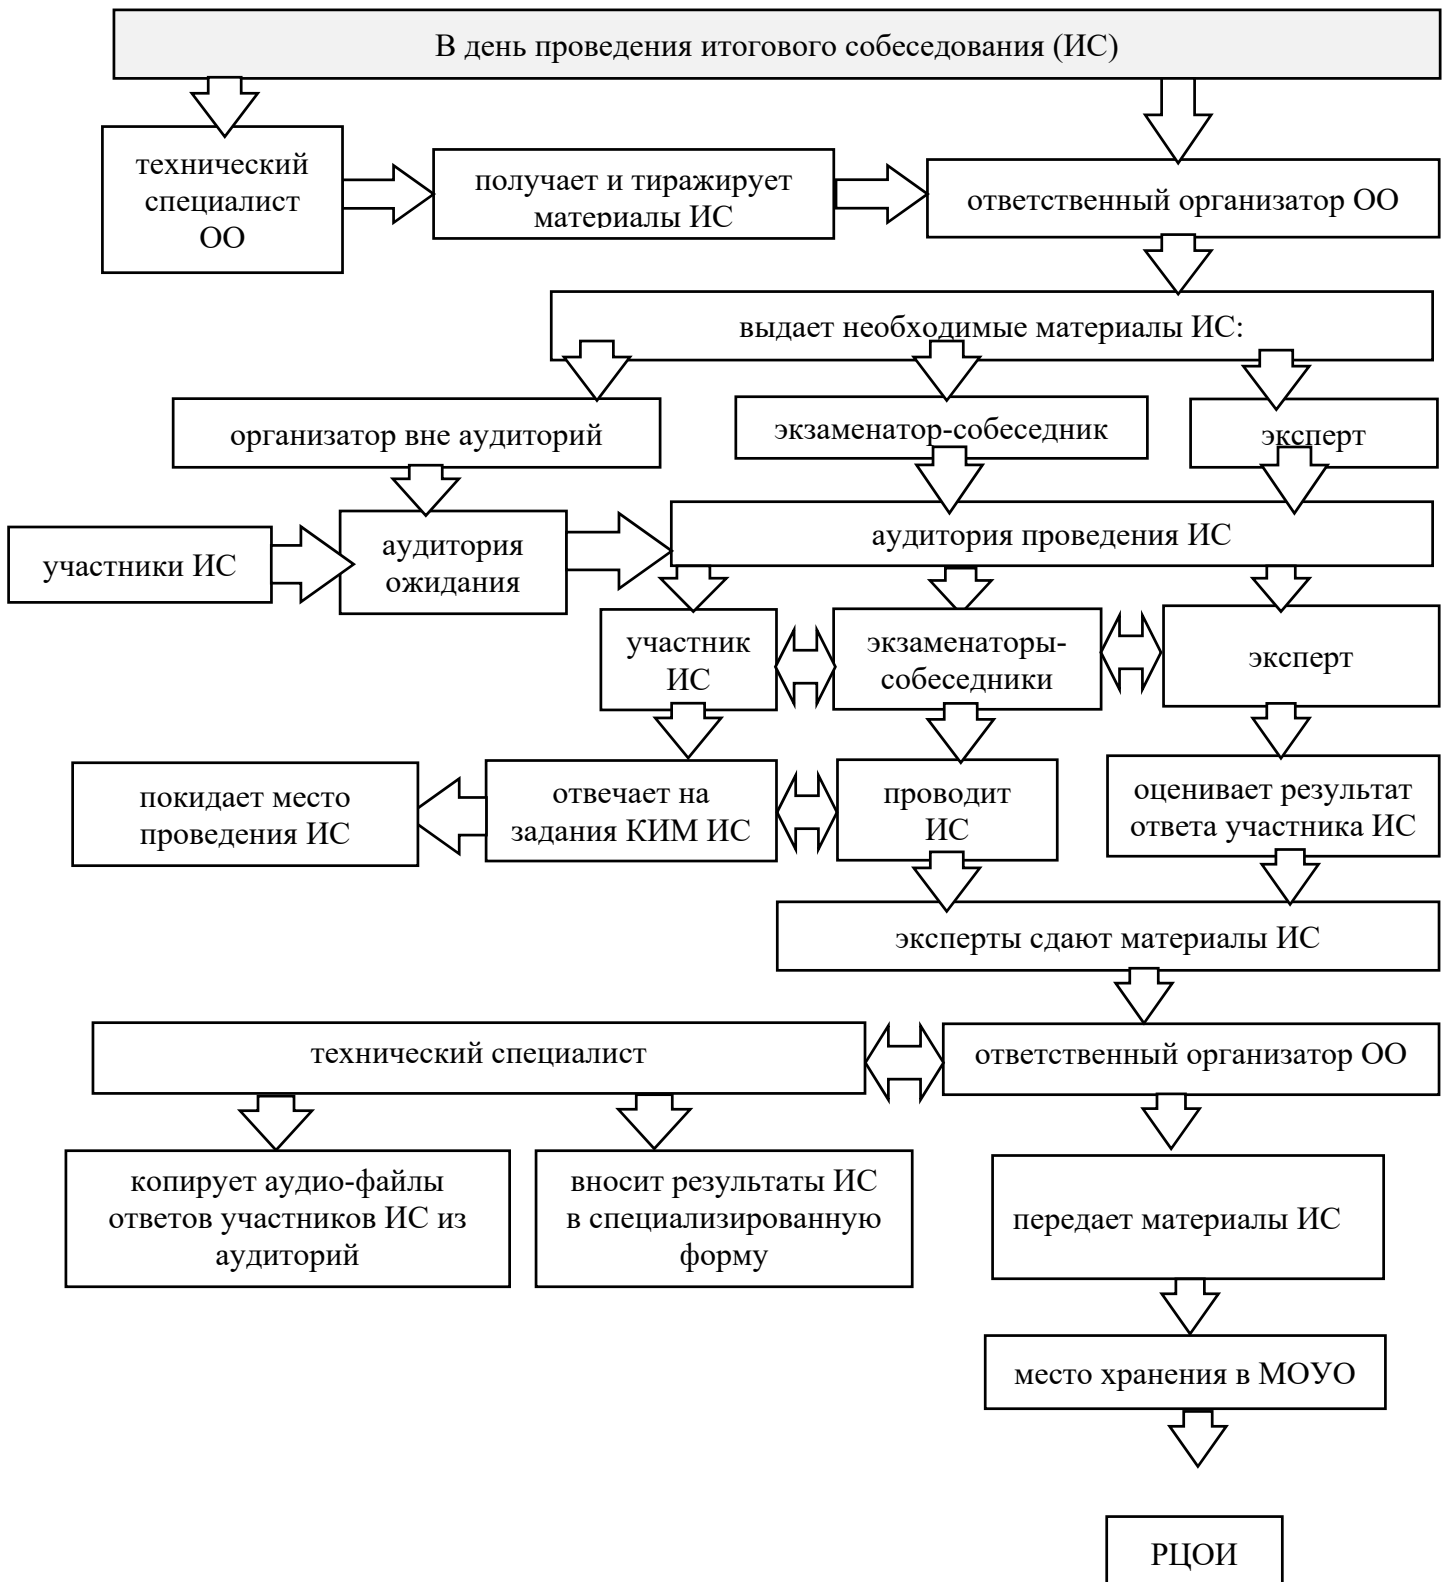 В день проведения итогового собеседования (ИС)
технический
специалист
ОО
получает и тиражирует
материалы ИС
ответственный организатор ОО
выдает необходимые материалы ИС:
организатор вне аудиторий
экзаменатор-собеседник
эксперт
участники ИС
аудитория
ожидания
аудитория проведения ИС
участник
ИС
экзаменаторы-
собеседники
эксперт
покидает место
проведения ИС
отвечает на
задания КИМ ИС
проводит
ИС
оценивает результат
ответа участника ИС
эксперты сдают материалы ИС
технический специалист
ответственный организатор ОО
копирует аудио-файлы
ответов участников ИС из
аудиторий
вносит результаты ИС
в специализированную
форму
передает материалы ИС
место хранения в МОУО
РЦОИ